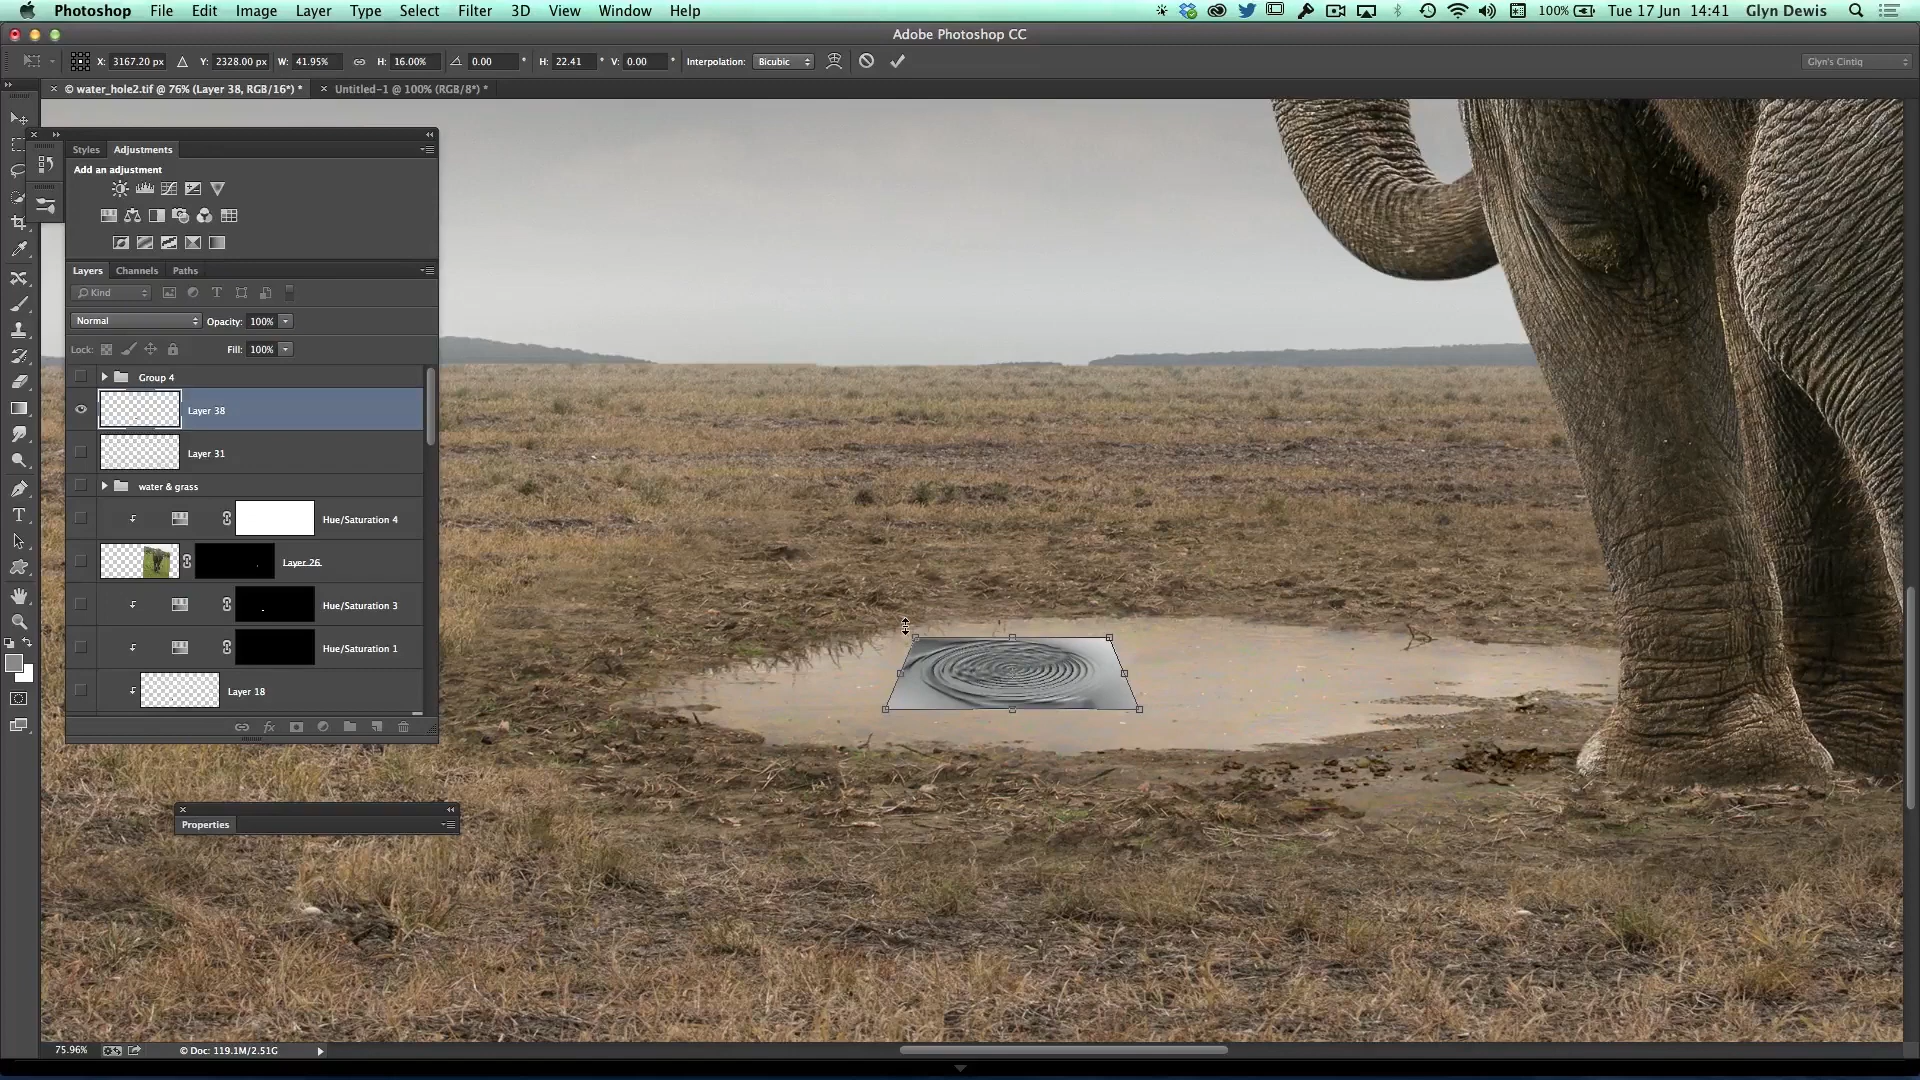 Photoshop File Edit Image Layer Type Select Filter 3D View Window Help 100% Tue 17 Jun 14:41 Glyn Dewis
Adobe Photoshop CC
X: 3167.20 px Y: 2328.00 px W: 41.95% H: 16.00% 0.00 ° H: 22.41 ° V: 0.00 ° Interpolation: Bicubic Glyn's Cintiq
× © water_hole2.tif @ 76% (Layer 38, RGB/16*) * × Untitled-1 @ 100% (RGB/8*) *
Styles Adjustments
Add an adjustment
Layers Channels Paths
Kind
Normal Opacity: 100%
Lock: Fill: 100%
Group 4
Layer 38
Layer 31
water & grass
Hue/Saturation 4
Layer 26
Hue/Saturation 3
Hue/Saturation 1
Layer 18
Properties
75.96% © Doc: 119.1M/2.51G